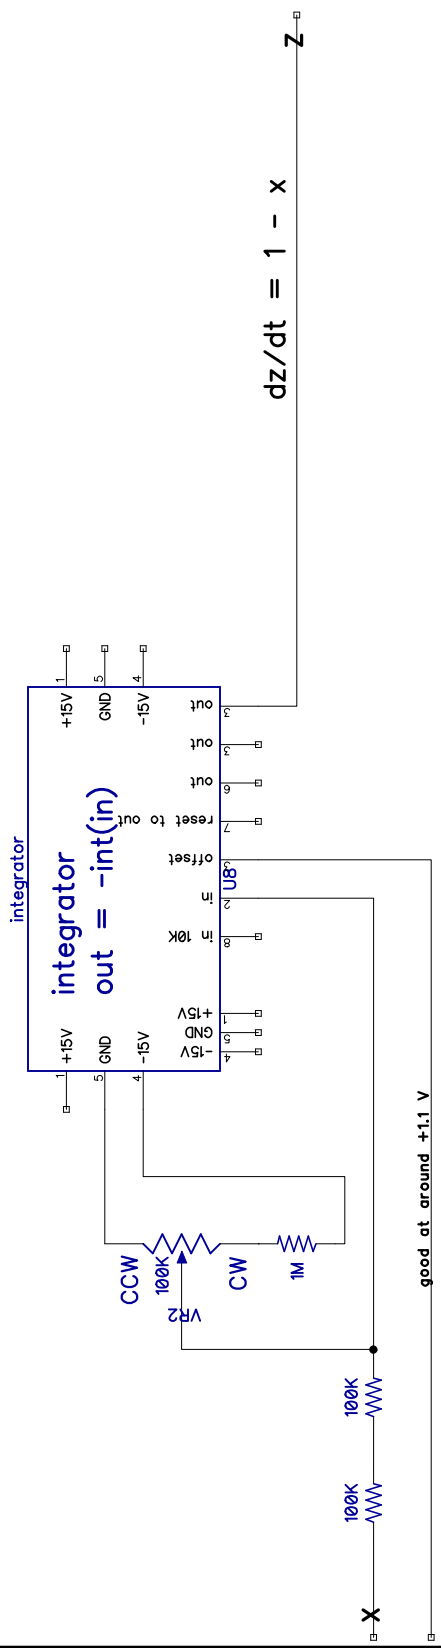 Z
dz/dt = 1 - x
integrator
integrator
out = -int(in)
1
+15V
5
GND
4
-15V
out
3
out
3
out
6
reset to out
7
offset
3
U8
in
2
in 10K
8
+15V
1
GND
5
-15V
4
1
+15V
5
GND
4
-15V
CCW
100K
CW
VR2
1M
good at around +1.1 V
100K
100K
X